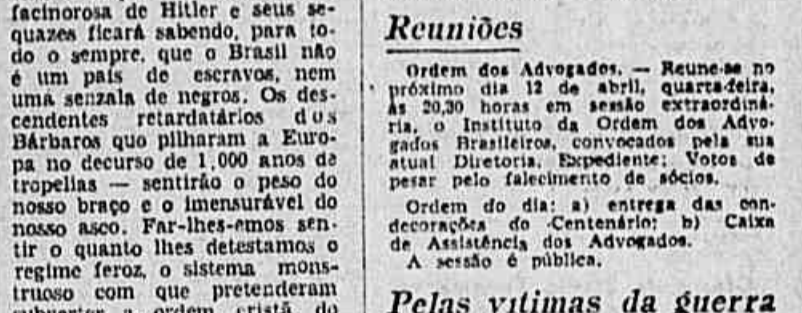 facinorosa de Hitler e seus se-
quazes ficará sabendo, para to-
do o sempre, que o Brasil não
é um país de escravos, nem
uma senzala de negros. Os des-
cendentes retardatários dos
Bárbaros quo pilharam a Euro-
pa no decurso de 1,000 anos de
tropelias — sentirão o peso do
nosso braço e o imensurável do
nosso asco. Far-lhes-emos sen-
tir o quanto lhes detestamos o
regime feroz, o sistema mons-
truoso com que pretenderam
a ordem cristã do
Reuniões
Ordem dos Advogados. — Reune-se no
próximo dia 12 de abril, quarta-feira,
às 20,30 horas em sessão extraordiná-
ria, o Instituto da Ordem dos Advo-
gados Brasileiros, convocados pela sua
atual Diretoria. Expediente: Votos de
pesar pelo falecimento de sócios.
Ordem do dia: a) entrega das con-
decorações do Centenário; b) Caixa
de Assistência dos Advogados.
A sessão é pública.
Pelas vitimas da guerra